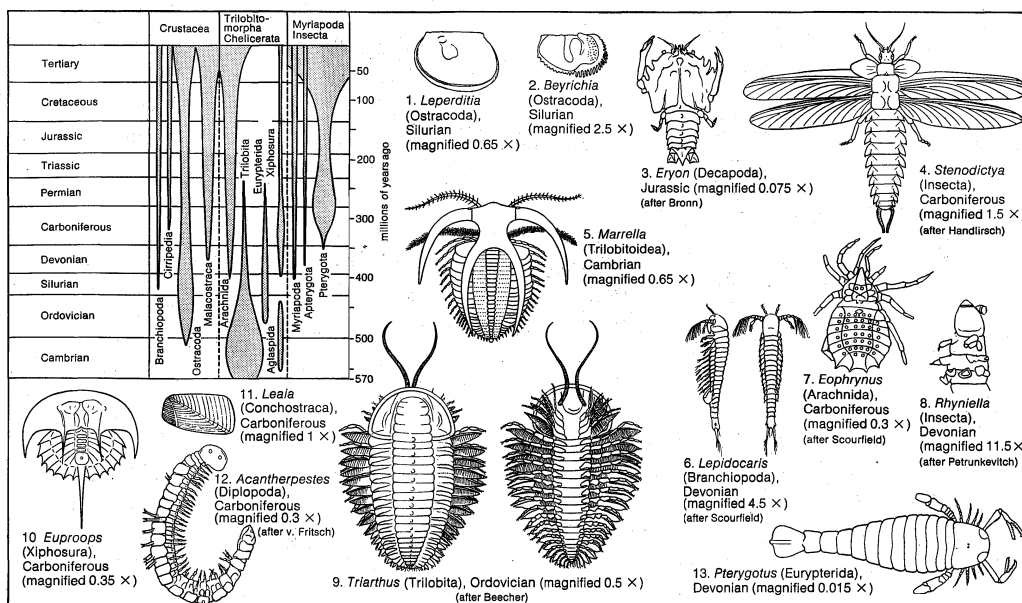 Crustacea
Trilobito-
morpha
Chelicerata
Myriapoda
Insecta
Tertiary
Cretaceous
Jurassic
Triassic
Permian
Carboniferous
Devonian
Silurian
Ordovician
Cambrian
50
100
200
300
400
500
570
millions of years ago
Branchiopoda
Cirripedia
Ostracoda
Malacostraca
Arachnida
Trilobita
Eurypterida
Xiphosura
Aglaspida
Myriapoda
Apterygota
Pterygota
1. Leperditia
(Ostracoda),
Silurian
(magnified 0.65 ×)
2. Beyrichia
(Ostracoda),
Silurian
(magnified 2.5 ×)
3. Eryon (Decapoda),
Jurassic (magnified 0.075 ×)
(after Bronn)
4. Stenodictya
(Insecta),
Carboniferous
(magnified 1.5 ×)
(after Handlirsch)
5. Marrella
(Trilobitoidea),
Cambrian
(magnified 0.65 ×)
6. Lepidocaris
(Branchiopoda),
Devonian
(magnified 4.5 ×)
(after Scourfield)
7. Eophrynus
(Arachnida),
Carboniferous
(magnified 0.3 ×)
(after Scourfield)
8. Rhyniella
(Insecta),
Devonian
(magnified 11.5×
(after Petrunkevitch)
9. Triarthus (Trilobita), Ordovician (magnified 0.5 ×)
(after Beecher)
10 Euproops
(Xiphosura),
Carboniferous
(magnified 0.35 ×)
11. Leaia
(Conchostraca),
Carboniferous
(magnified 1 ×)
12. Acantherpestes
(Diplopoda),
Carboniferous
(magnified 0.3 ×)
(after v. Fritsch)
13. Pterygotus (Eurypterida),
Devonian (magnified 0.015 ×)